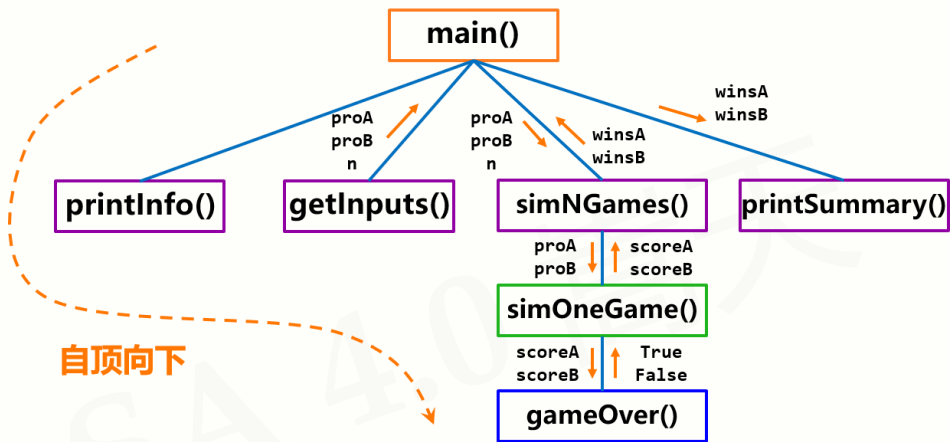 main()
proA
proB
n
proA
proB
n
winsA
winsB
winsA
winsB
printInfo()
getInputs()
simNGames()
printSummary()
proA
proB
scoreA
scoreB
simOneGame()
自顶向下
scoreA
scoreB
True
False
gameOver()